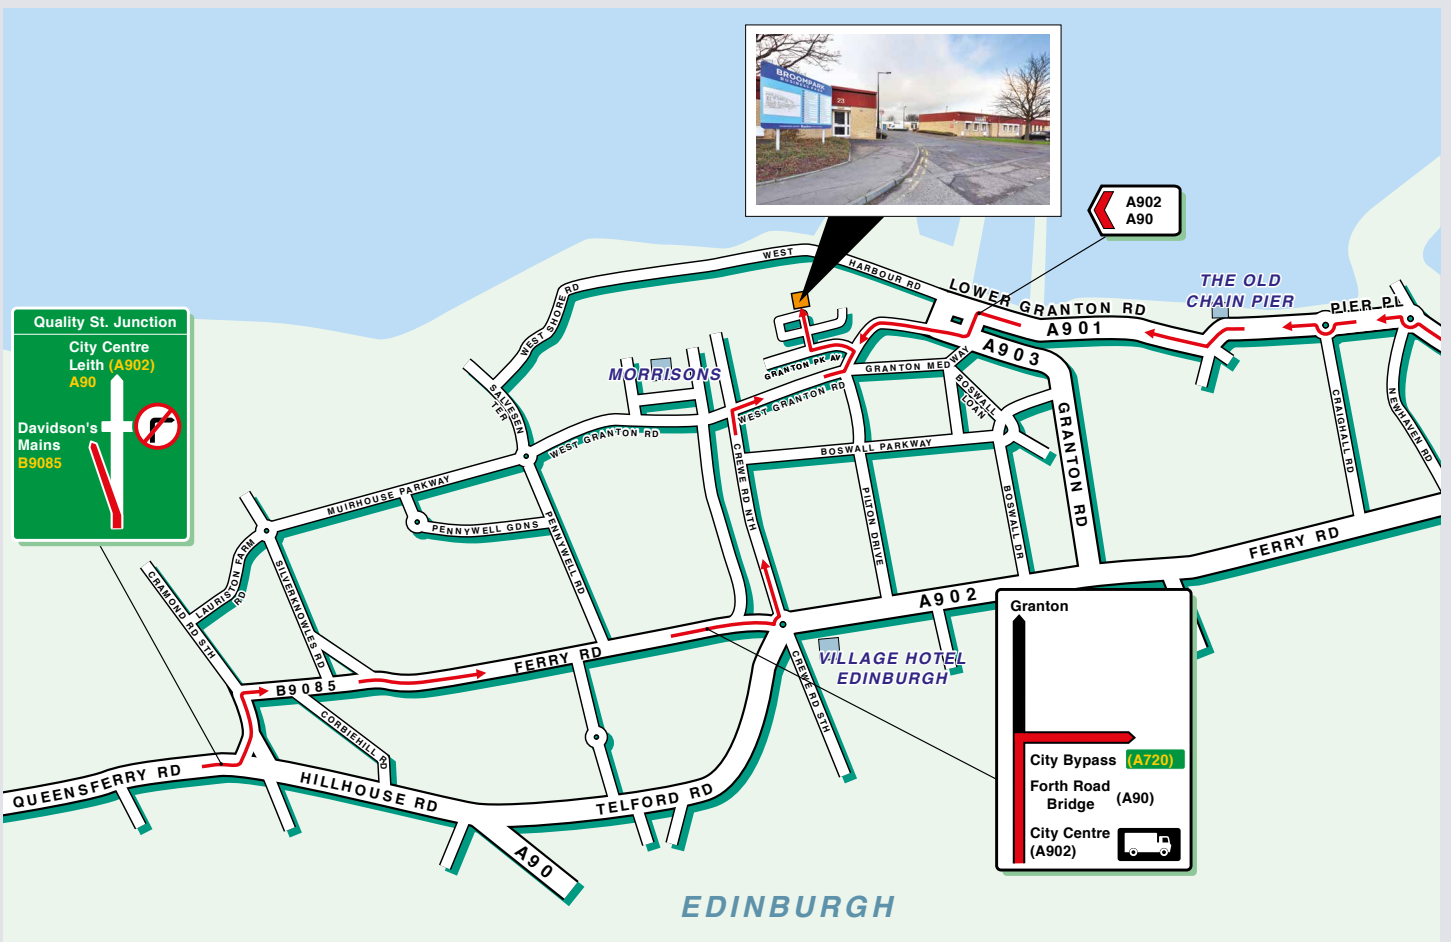 BROOMPARK
BUSINESS PARK
23
A902
A90
WEST
HARBOUR RD
LOWER GRANTON RD
A901
THE OLD
CHAIN PIER
PIER PL
A903
WEST SHORE RD
Quality St. Junction
City Centre
Leith (A902)
A90
Davidson's
Mains
B9085
MORRISONS
GRANTON PK AV
GRANTON MEDWAY
WEST GRANTON RD
BOSWALL
LOAN
SALVESEN
TER
WEST GRANTON RD
GRANTON RD
CRAIGHALL RD
NEWHAVEN RD
BOSWALL PARKWAY
MUIRHOUSE PARKWAY
PENNYWELL GDNS
PENNYWELL RD
CREWE RD NTH
PILTON DRIVE
BOSWALL DR
FERRY RD
LAURISTON FARM
RD
CRAMOND RD STH
SILVERKNOWLES RD
A902
FERRY RD
B9085
CORBIEHILL
RD
VILLAGE HOTEL
EDINBURGH
CREWE RD STH
QUEENSFERRY RD
HILLHOUSE RD
TELFORD RD
A90
Granton
City Bypass (A720)
Forth Road
Bridge (A90)
City Centre
(A902)
EDINBURGH